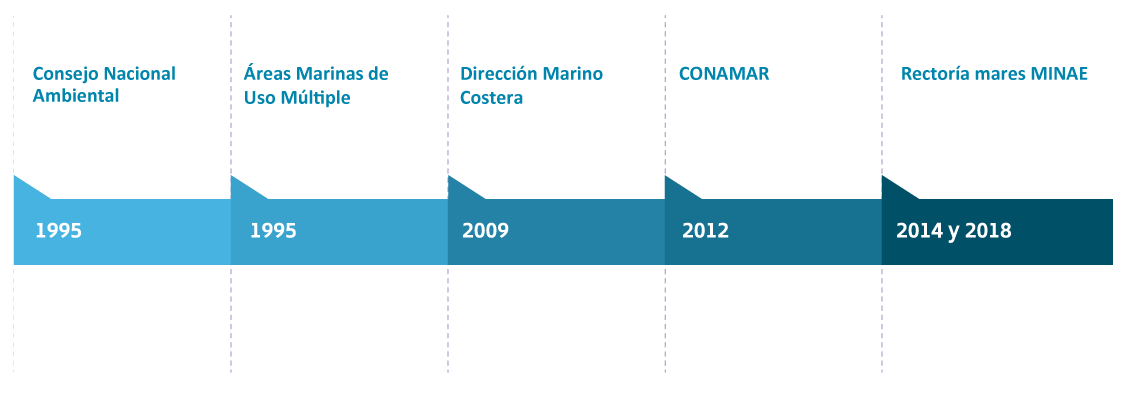 Consejo Nacional
Ambiental
Áreas Marinas de
Uso Múltiple
Dirección Marino
Costera
CONAMAR
Rectoría mares MINAE
1995
1995
2009
2012
2014 y 2018